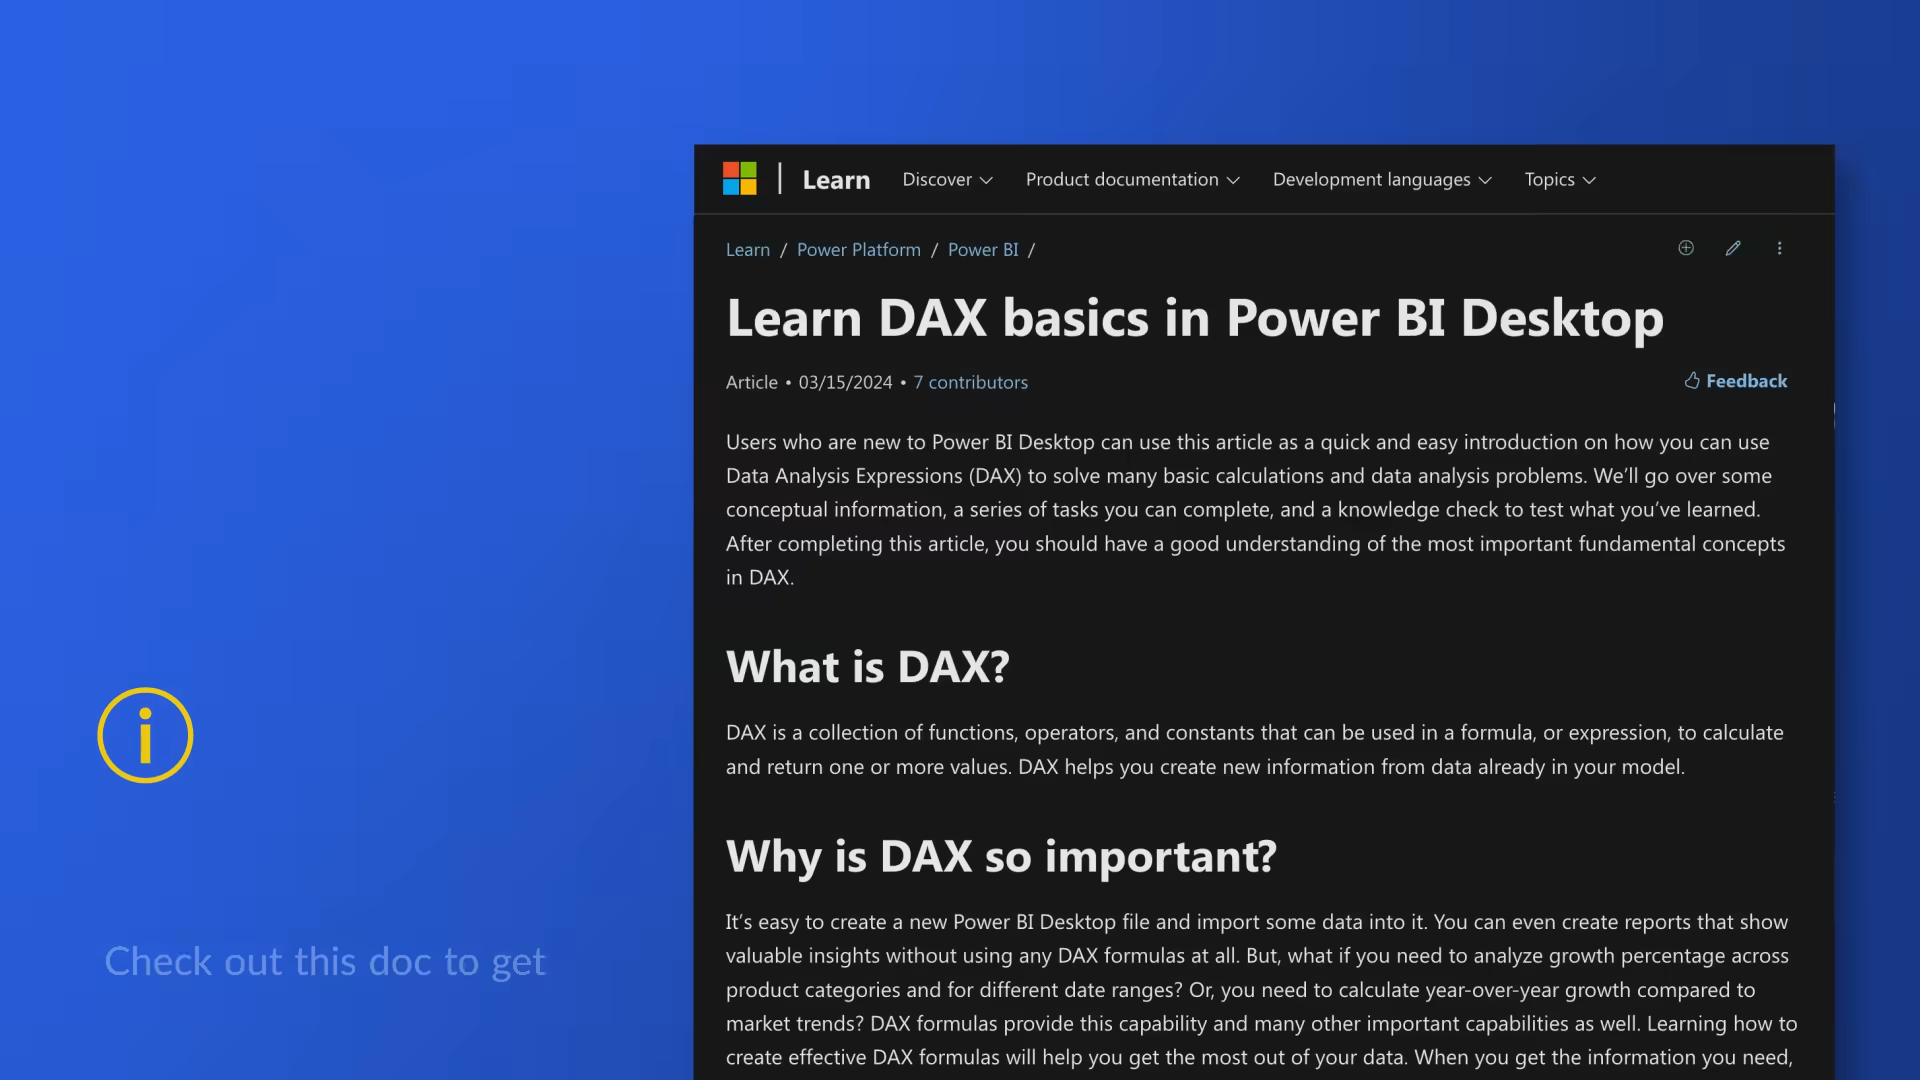 Learn Discover Product documentation Development languages Topics
Learn / Power Platform / Power BI /
Learn DAX basics in Power BI Desktop
Article • 03/15/2024 • 7 contributors
Feedback
Users who are new to Power BI Desktop can use this article as a quick and easy introduction on how you can use
Data Analysis Expressions (DAX) to solve many basic calculations and data analysis problems. We’ll go over some
conceptual information, a series of tasks you can complete, and a knowledge check to test what you’ve learned.
After completing this article, you should have a good understanding of the most important fundamental concepts
in DAX.
What is DAX?
DAX is a collection of functions, operators, and constants that can be used in a formula, or expression, to calculate
and return one or more values. DAX helps you create new information from data already in your model.
Why is DAX so important?
It’s easy to create a new Power BI Desktop file and import some data into it. You can even create reports that show
valuable insights without using any DAX formulas at all. But, what if you need to analyze growth percentage across
product categories and for different date ranges? Or, you need to calculate year-over-year growth compared to
market trends? DAX formulas provide this capability and many other important capabilities as well. Learning how to
create effective DAX formulas will help you get the most out of your data. When you get the information you need,
Check out this doc to get